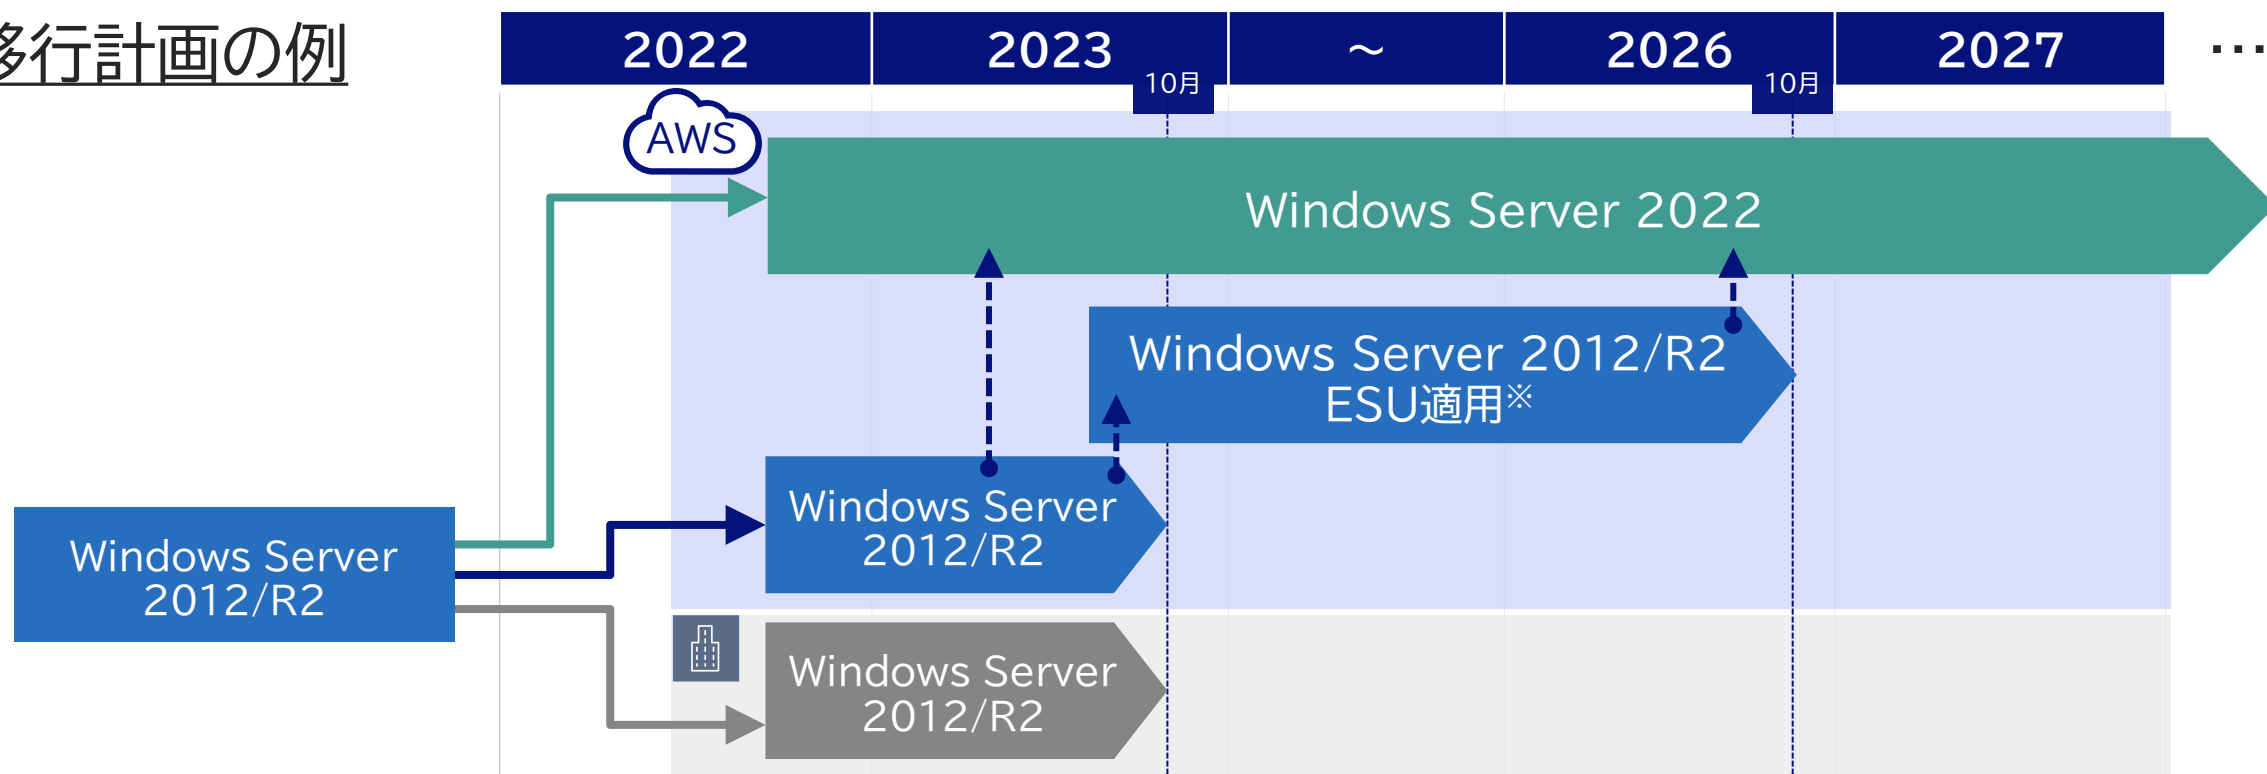 移行計画の例
2022 2023 ～ 2026 2027 ･･･
10月 10月
AWS
Windows Server 2022
Windows Server 2012/R2
ESU適用※
Windows Server
2012/R2
Windows Server
2012/R2
Windows Server
2012/R2